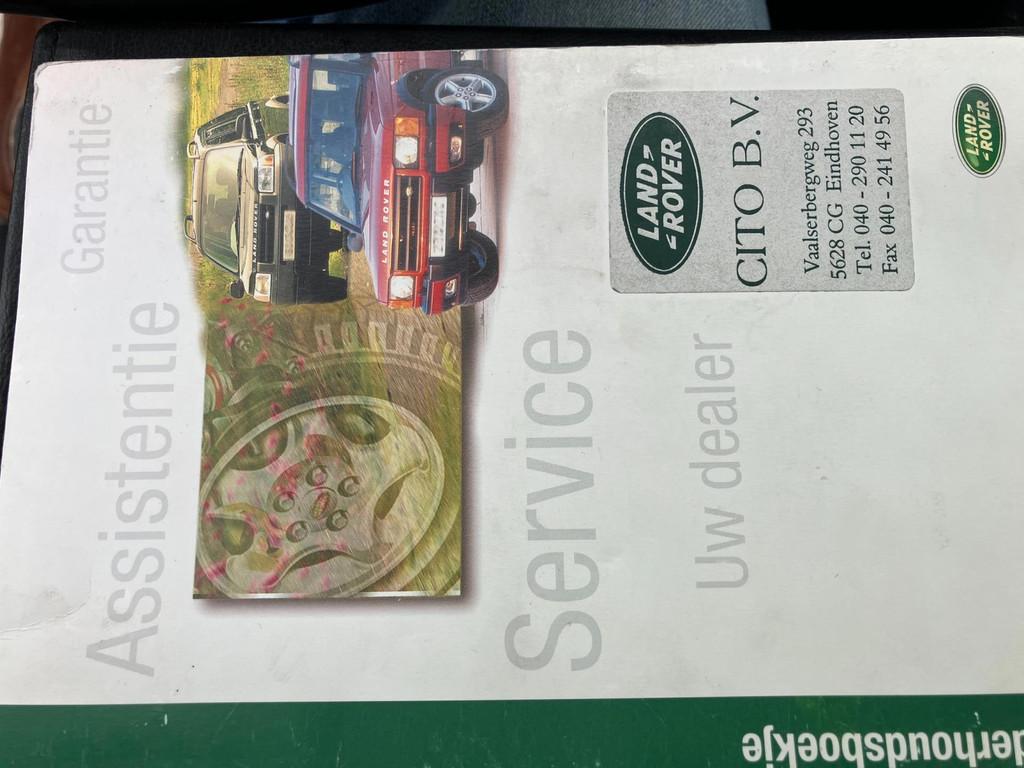 Garantie
Assistentie
LAND ROVER
LAND ROVER
Service
Uw dealer
LAND-
-ROVER
CITO B.V.
Vaalserbergweg 293
5628 CG Eindhoven
Tel. 040 - 290 11 20
Fax 040 - 241 49 56
LAND-
-ROVER
derhoudsboekje